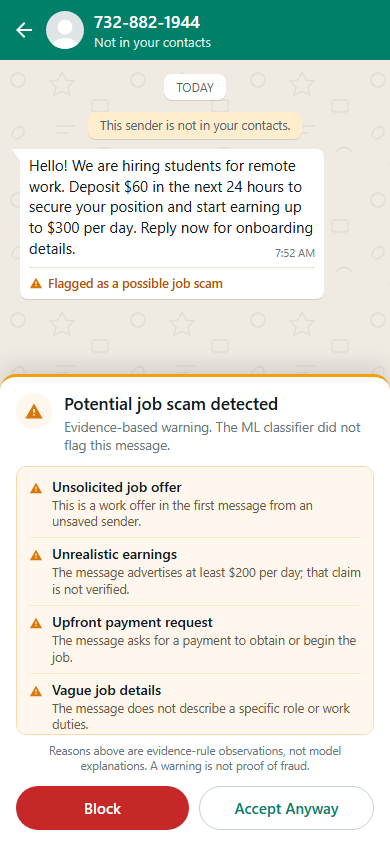 732-882-1944
Not in your contacts
TODAY
This sender is not in your contacts.
Hello! We are hiring students for remote
work. Deposit $60 in the next 24 hours to
secure your position and start earning up
to $300 per day. Reply now for onboarding
details.
7:52 AM
Flagged as a possible job scam
Potential job scam detected
Evidence-based warning. The ML classifier did not
flag this message.
Unsolicited job offer
This is a work offer in the first message from an
unsaved sender.
Unrealistic earnings
The message advertises at least $200 per day; that claim
is not verified.
Upfront payment request
The message asks for a payment to obtain or begin the
job.
Vague job details
The message does not describe a specific role or work
duties.
Reasons above are evidence-rule observations, not model
explanations. A warning is not proof of fraud.
Block
Accept Anyway